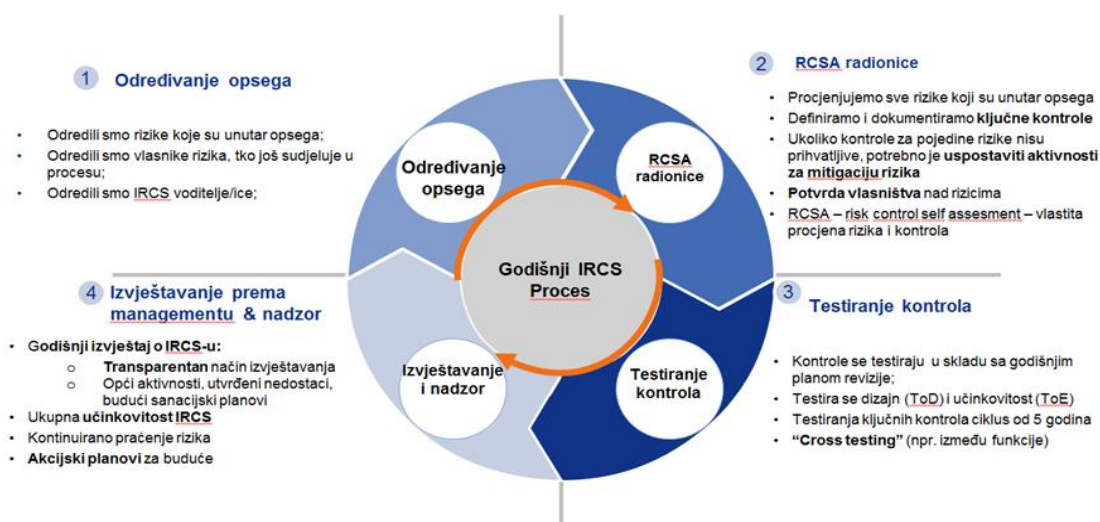 1 Određivanje opsega
• Odredili smo rizike koje su unutar opsega;
• Odredili smo vlasnike rizika, tko još sudjeluje u
procesu;
• Odredili smo IRCS voditelje/ice;
2 RCSA radionice
• Procjenjujemo sve rizike koji su unutar opsega
• Definiramo i dokumentiramo ključne kontrole
• Ukoliko kontrole za pojedine rizike nisu
prihvatljive, potrebno je uspostaviti aktivnosti
za mitigaciju rizika
• Potvrda vlasništva nad rizicima
• RCSA – risk control self assesment – vlastita
procjena rizika i kontrola
Određivanje
opsega
RCSA
radionice
Godišnji IRCS
Proces
Izvještavanje
i nadzor
Testiranje
kontrola
4 Izvještavanje prema
managementu & nadzor
• Godišnji izvještaj o IRCS-u:
o Transparentan način izvještavanja
o Opći aktivnosti, utvrđeni nedostaci,
budući sanacijski planovi
• Ukupna učinkovitost IRCS
• Kontinuirano praćenje rizika
• Akcijski planovi za buduće
3 Testiranje kontrola
• Kontrole se testiraju u skladu sa godišnjim
planom revizije;
• Testira se dizajn (ToD) i učinkovitost (ToE)
• Testiranja ključnih kontrola ciklus od 5 godina
• “Cross testing” (npr. između funkcije)